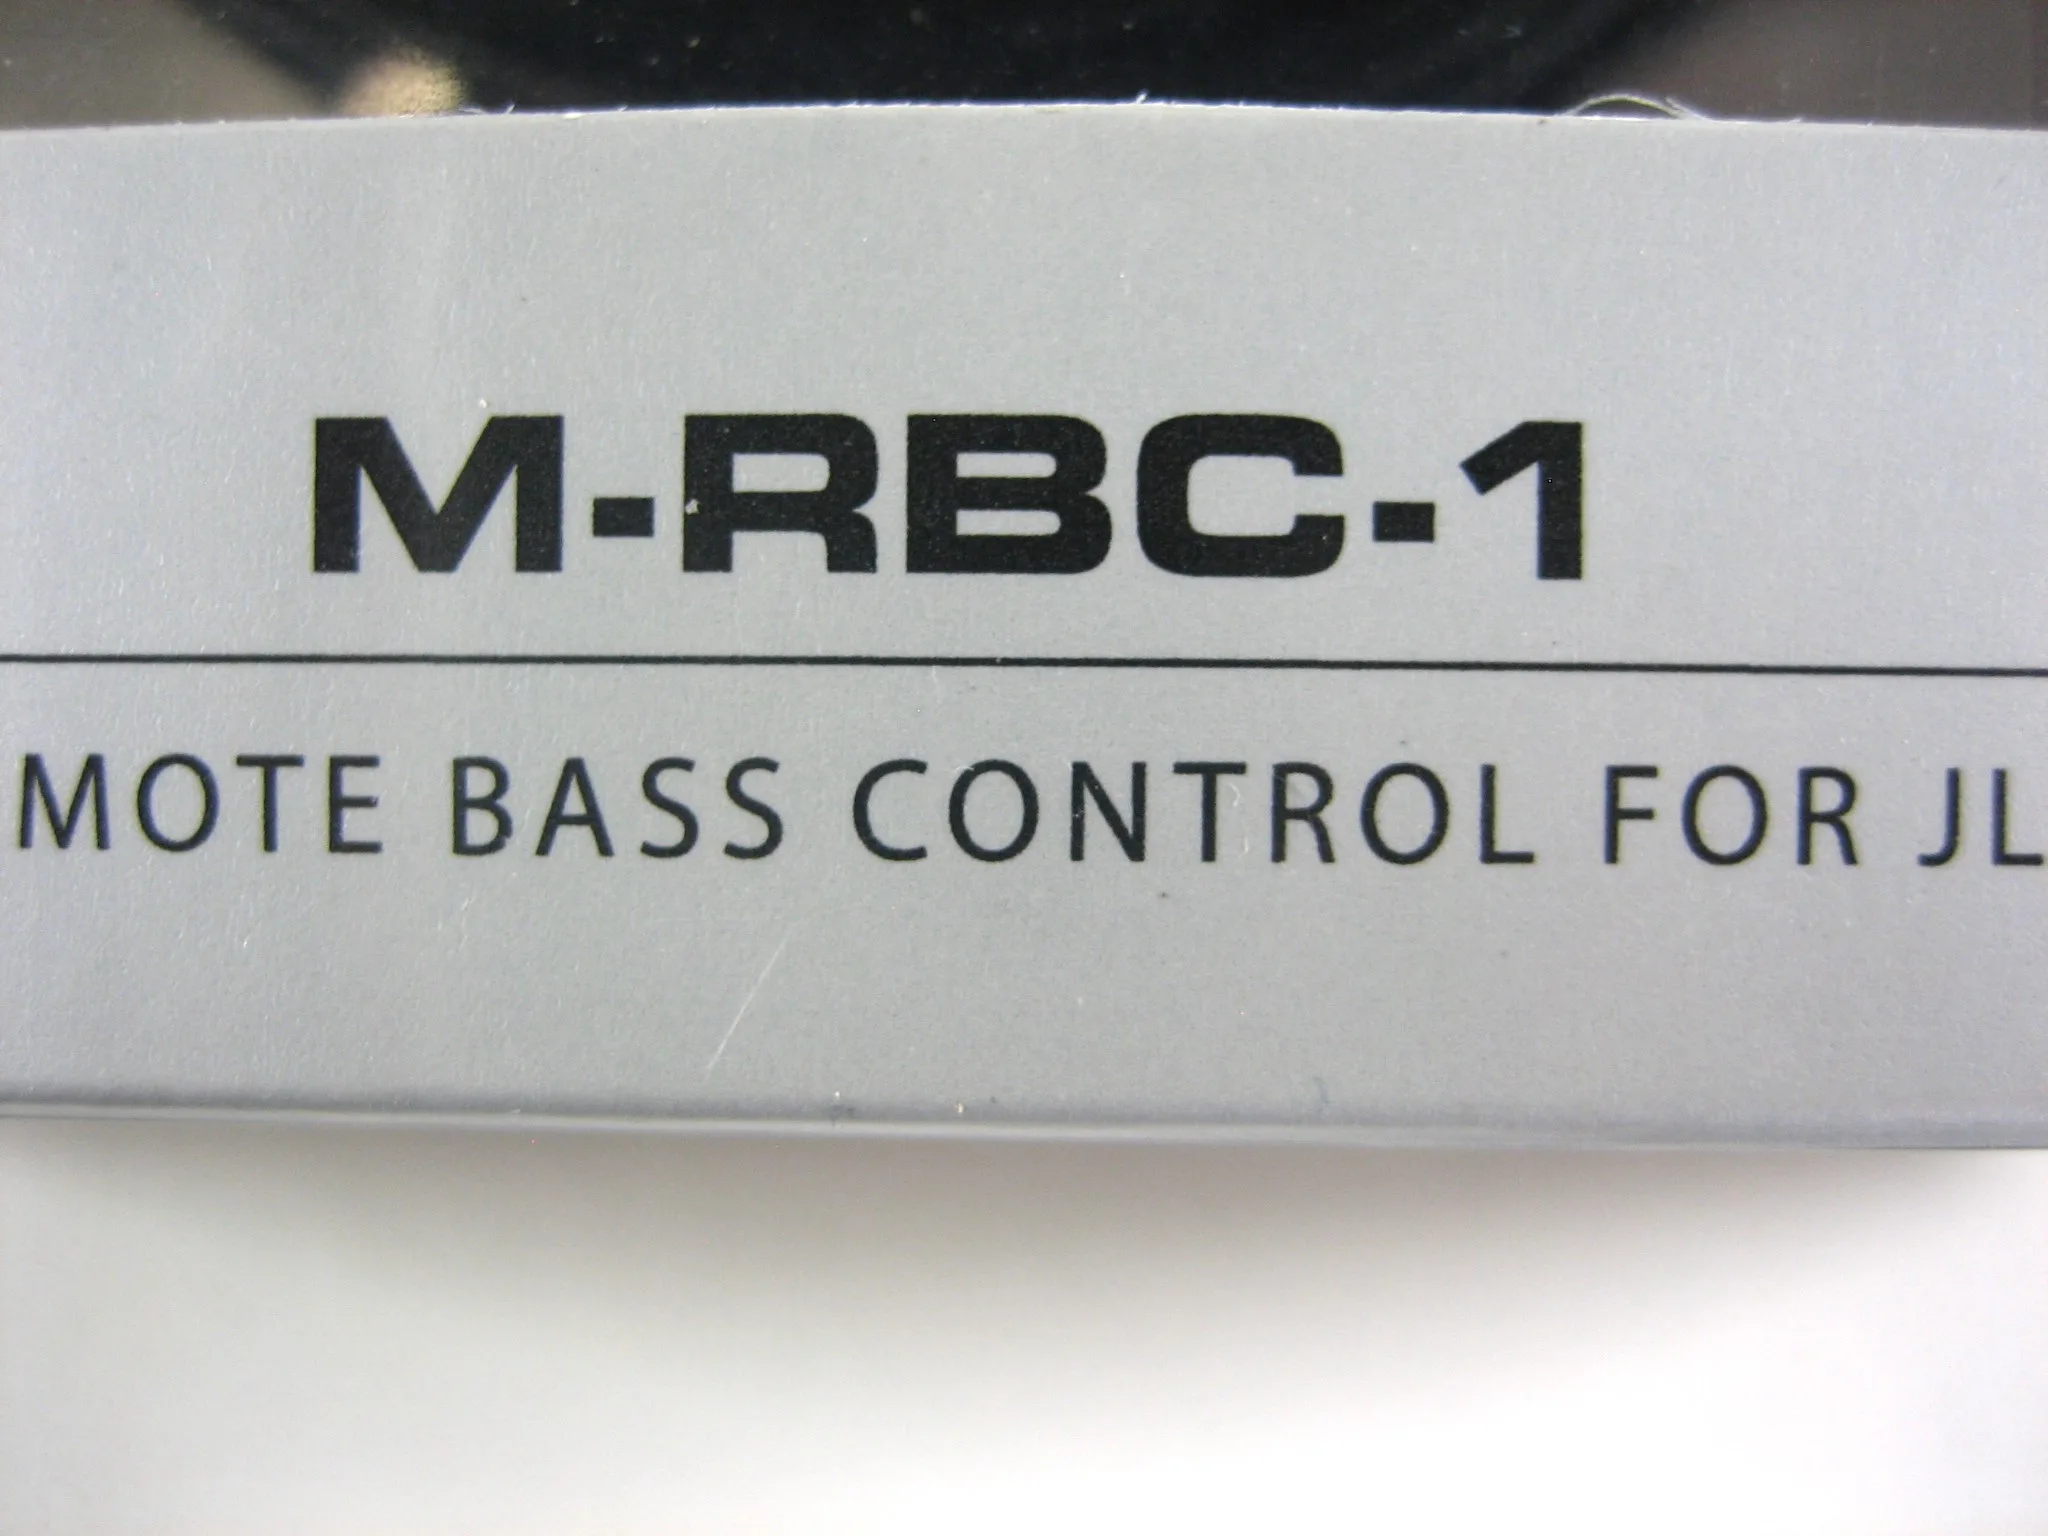 M-RBC-1
MOTE BASS CONTROL FOR JL